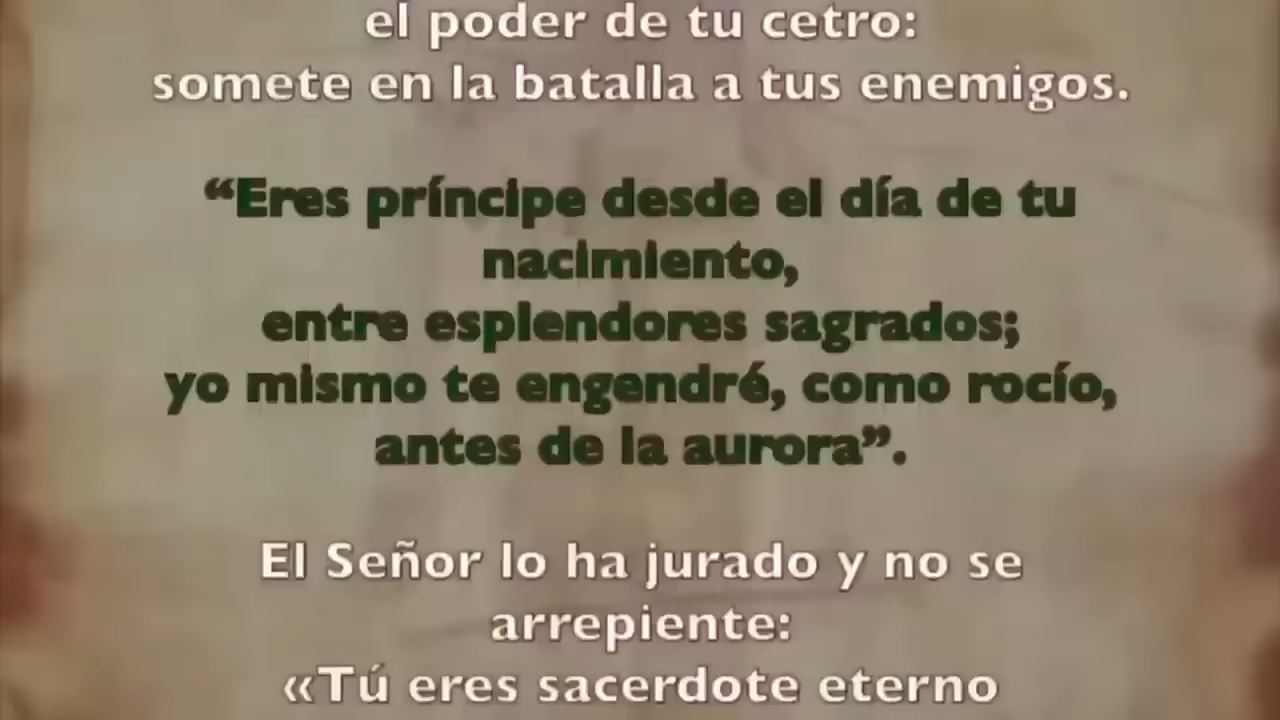 el poder de tu cetro:
somete en la batalla a tus enemigos.
“Eres príncipe desde el día de tu
nacimiento,
entre esplendores sagrados;
yo mismo te engendré, como rocío,
antes de la aurora”.
El Señor lo ha jurado y no se
arrepiente:
«Tú eres sacerdote eterno